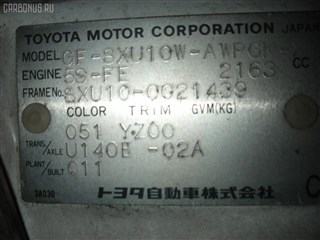 CARBONUS.RU
TOYOTA MOTOR CORPORATION JAPAN
MODEL CF-SXU10W-AWPGK
ENGINE 5S-FE 2163 CC
FRAME No. SXU10-0021439
COLOR TRIM GVM(KG)
051 YZ00
TRANS/AXLE U140E -02A
PLANT/BUILT C11
3A030
トヨタ自動車株式会社
C